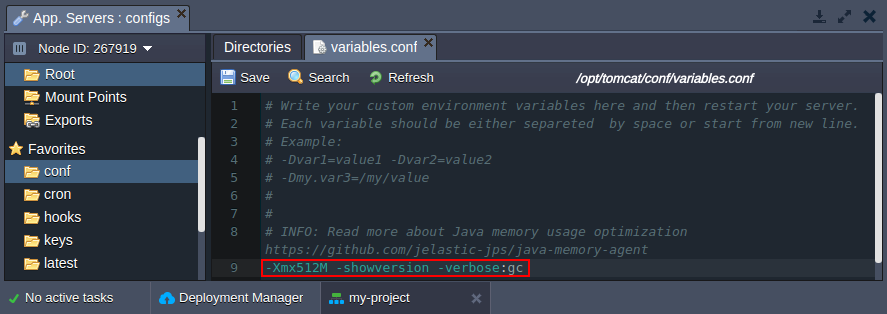 App. Servers : configs
Node ID: 267919
Root
Mount Points
Exports
Favorites
conf
cron
hooks
keys
latest
Directories
variables.conf
Save
Search
Refresh
/opt/tomcat/conf/variables.conf
1 # Write your custom environment variables here and then restart your server.
2 # Each variable should be either separeted  by space or start from new line.
3 # Example:
4 # -Dvar1=value1 -Dvar2=value2
5 # -Dmy.var3=/my/value
6 #
7 #
8 # INFO: Read more about Java memory usage optimization
https://github.com/jelastic-jps/java-memory-agent
9 -Xmx512M -showversion -verbose:gc
No active tasks
Deployment Manager
my-project